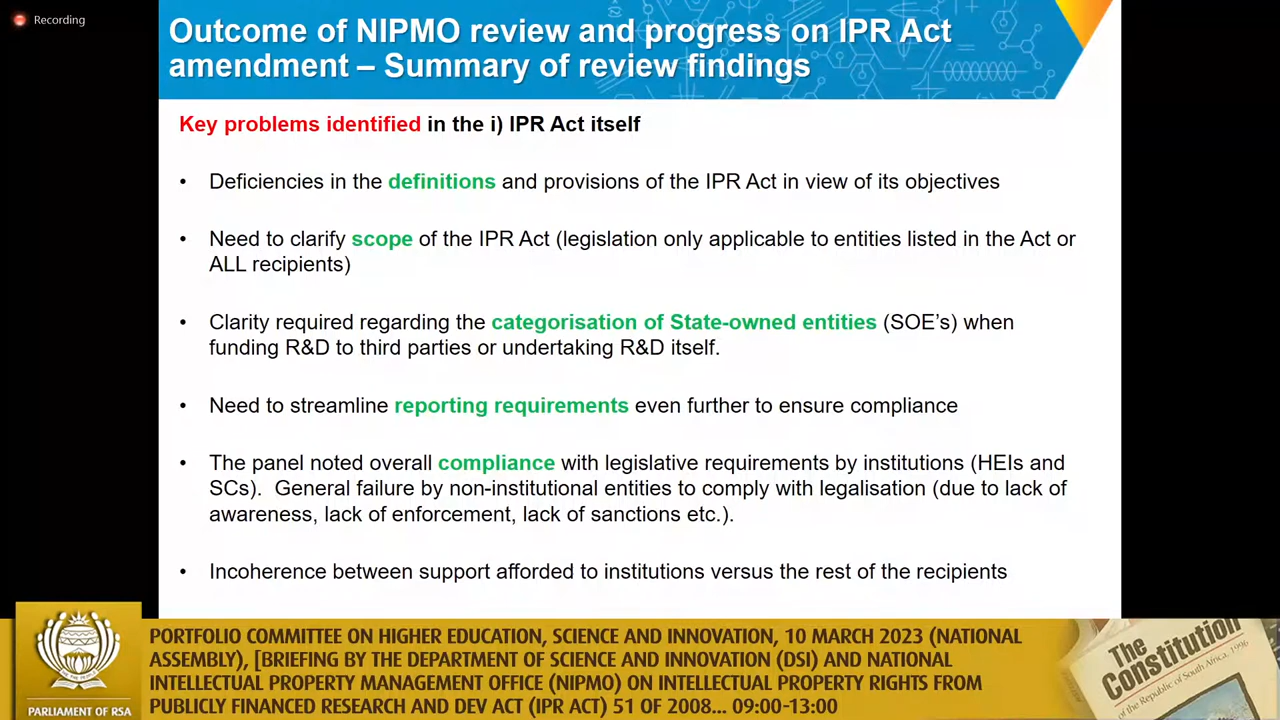 Recording
Outcome of NIPMO review and progress on IPR Act
amendment – Summary of review findings
Key problems identified in the i) IPR Act itself
• Deficiencies in the definitions and provisions of the IPR Act in view of its objectives
• Need to clarify scope of the IPR Act (legislation only applicable to entities listed in the Act or
ALL recipients)
• Clarity required regarding the categorisation of State-owned entities (SOE's) when
funding R&D to third parties or undertaking R&D itself.
• Need to streamline reporting requirements even further to ensure compliance
• The panel noted overall compliance with legislative requirements by institutions (HEIs and
SCs).  General failure by non-institutional entities to comply with legalisation (due to lack of
awareness, lack of enforcement, lack of sanctions etc.).
• Incoherence between support afforded to institutions versus the rest of the recipients
PORTFOLIO COMMITTEE ON HIGHER EDUCATION, SCIENCE AND INNOVATION, 10 MARCH 2023 (NATIONAL
ASSEMBLY), [BRIEFING BY THE DEPARTMENT OF SCIENCE AND INNOVATION (DSI) AND NATIONAL
INTELLECTUAL PROPERTY MANAGEMENT OFFICE (NIPMO) ON INTELLECTUAL PROPERTY RIGHTS FROM
PUBLICLY FINANCED RESEARCH AND DEV ACT (IPR ACT) 51 OF 2008... 09:00-13:00
PARLIAMENT OF RSA
The
Constitution
of the Republic of South Africa, 1996